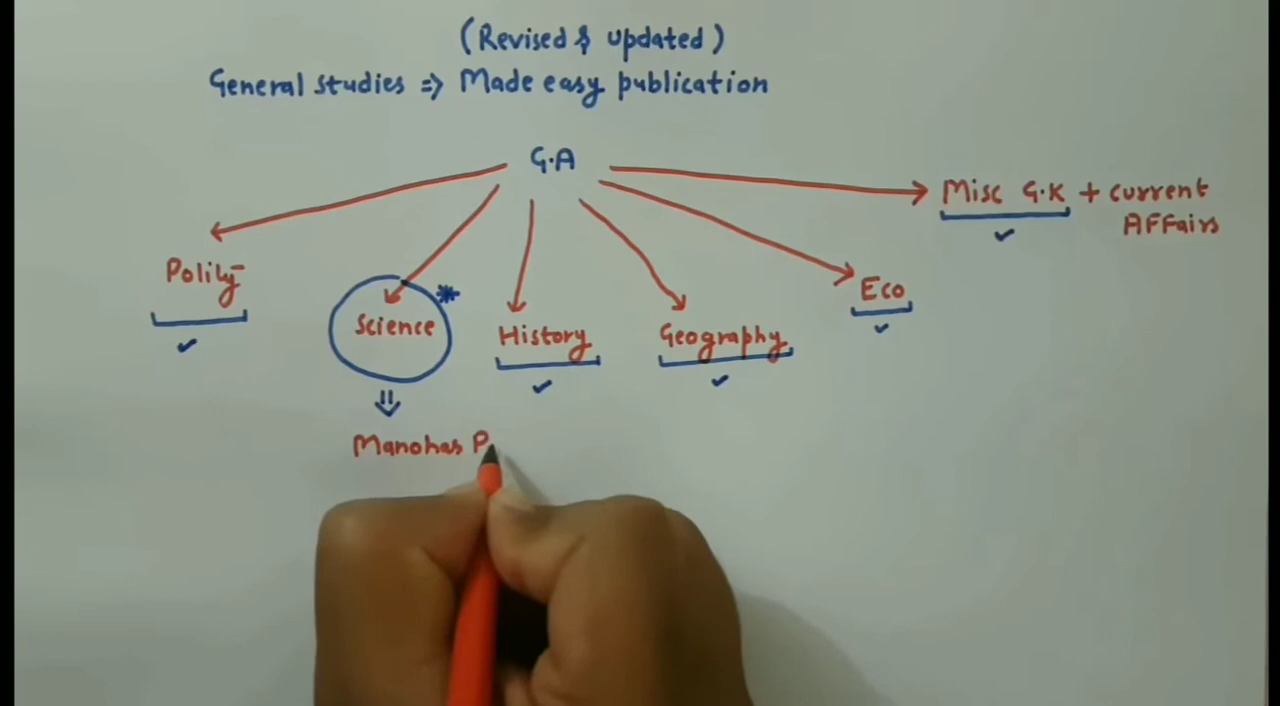 (Revised & updated)
General studies => Made easy publication
G.A
Polity
Science
History
Geography
Eco
Misc G.K + current
AFFairs
Manohar P